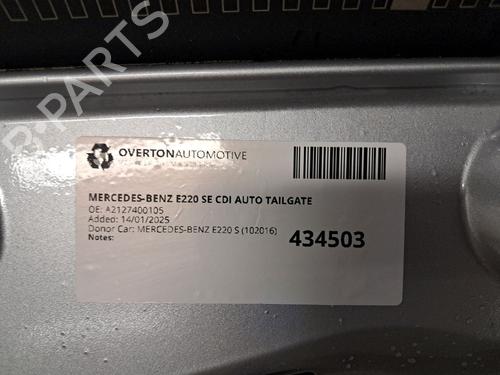 OVERTONAUTOMOTIVE
MERCEDES-BENZ E220 SE CDI AUTO TAILGATE
OE: A2127400105
Added: 14/01/2025
Donor Car: MERCEDES-BENZ E220 S (102016)
Notes:
434503
B-PARTS